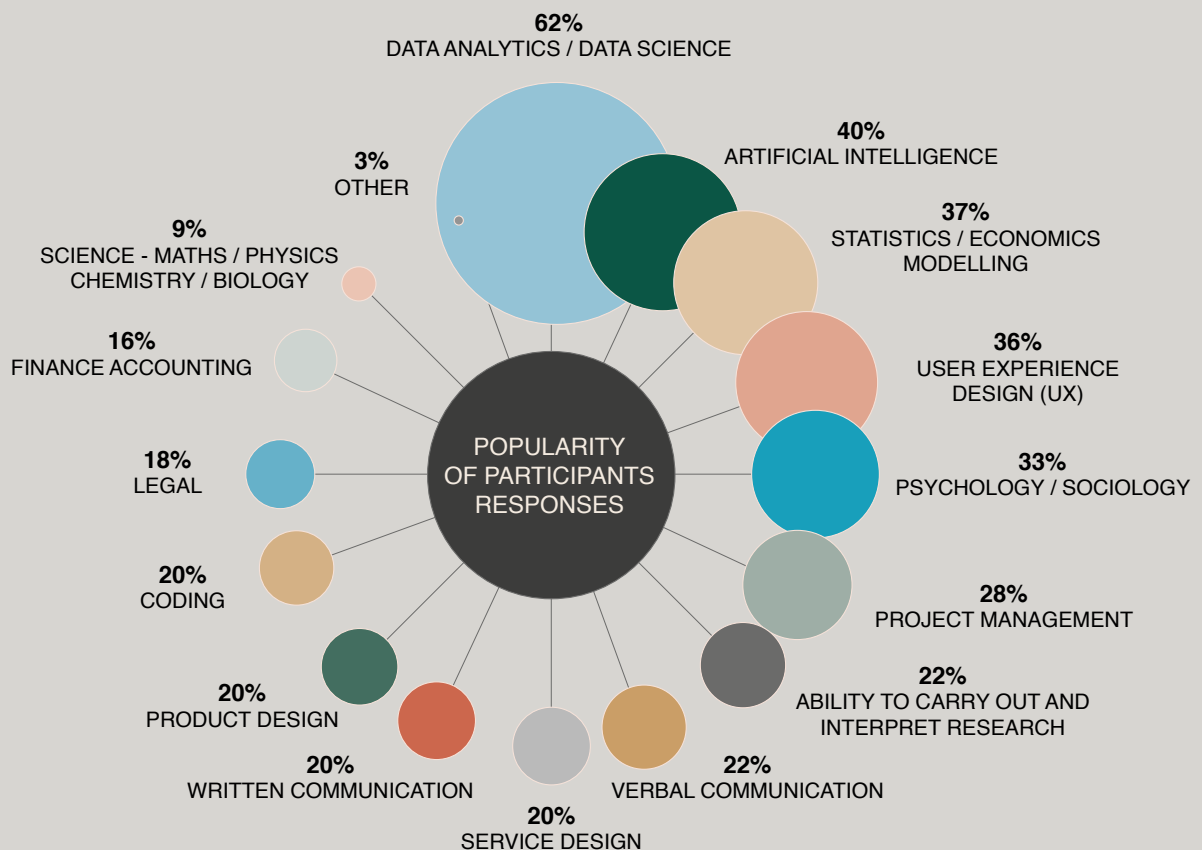 62%
DATA ANALYTICS / DATA SCIENCE
40%
ARTIFICIAL INTELLIGENCE
37%
STATISTICS / ECONOMICS
MODELLING
36%
USER EXPERIENCE
DESIGN (UX)
33%
PSYCHOLOGY / SOCIOLOGY
28%
PROJECT MANAGEMENT
22%
ABILITY TO CARRY OUT AND
INTERPRET RESEARCH
22%
VERBAL COMMUNICATION
20%
SERVICE DESIGN
20%
WRITTEN COMMUNICATION
20%
PRODUCT DESIGN
20%
CODING
18%
LEGAL
16%
FINANCE ACCOUNTING
9%
SCIENCE - MATHS / PHYSICS
CHEMISTRY / BIOLOGY
3%
OTHER
POPULARITY
OF PARTICIPANTS
RESPONSES